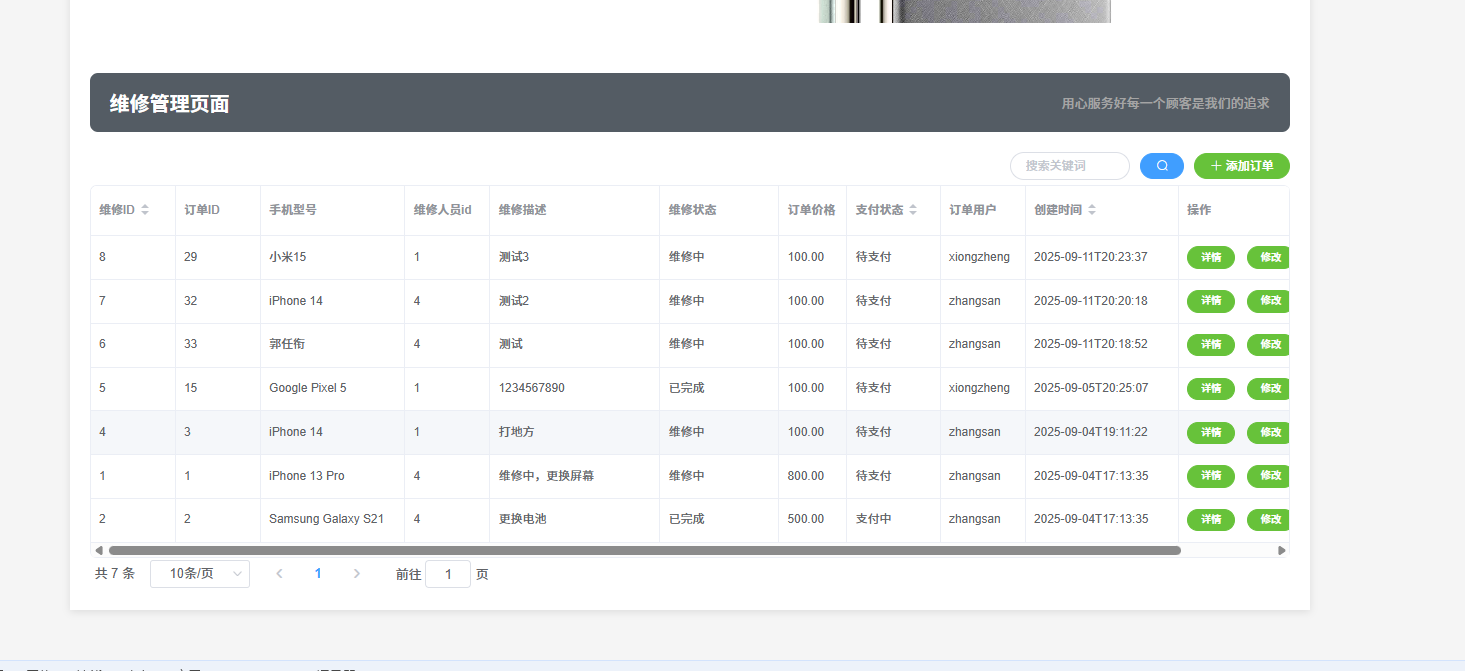 维修管理页面 用心服务好每一个顾客是我们的追求
搜索关键词 添加订单
维修ID 订单ID 手机型号 维修人员id 维修描述 维修状态 订单价格 支付状态 订单用户 创建时间 操作
8 29 小米15 1 测试3 维修中 100.00 待支付 xiongzheng 2025-09-11T20:23:37 详情 修改
7 32 iPhone 14 4 测试2 维修中 100.00 待支付 zhangsan 2025-09-11T20:20:18 详情 修改
6 33 郭任衔 4 测试 维修中 100.00 待支付 zhangsan 2025-09-11T20:18:52 详情 修改
5 15 Google Pixel 5 1 1234567890 已完成 100.00 待支付 xiongzheng 2025-09-05T20:25:07 详情 修改
4 3 iPhone 14 1 打地方 维修中 100.00 待支付 zhangsan 2025-09-04T19:11:22 详情 修改
1 1 iPhone 13 Pro 4 维修中，更换屏幕 维修中 800.00 待支付 zhangsan 2025-09-04T17:13:35 详情 修改
2 2 Samsung Galaxy S21 4 更换电池 已完成 500.00 支付中 zhangsan 2025-09-04T17:13:35 详情 修改
共 7 条 10条/页 1 前往 1 页